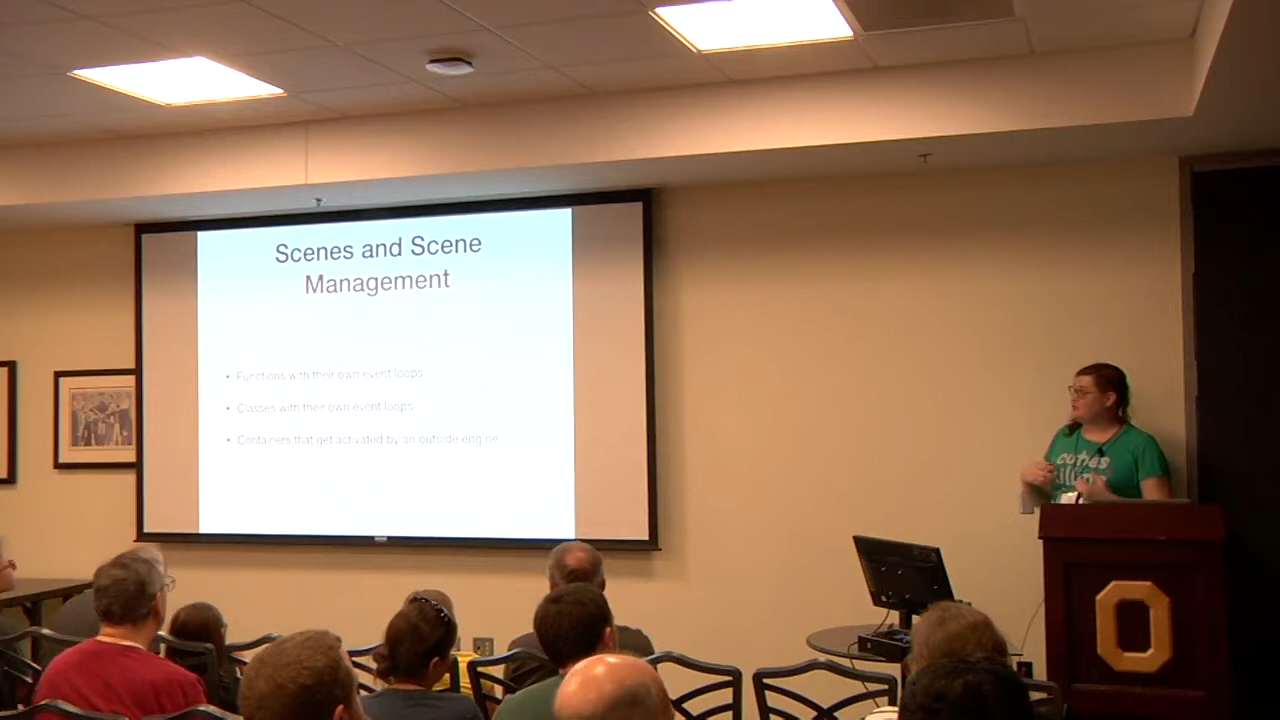 Scenes and Scene
Management
• Functions with their own event loops
• Classes with their own event loops
• Containers that get activated by an outside engine
cuties
O